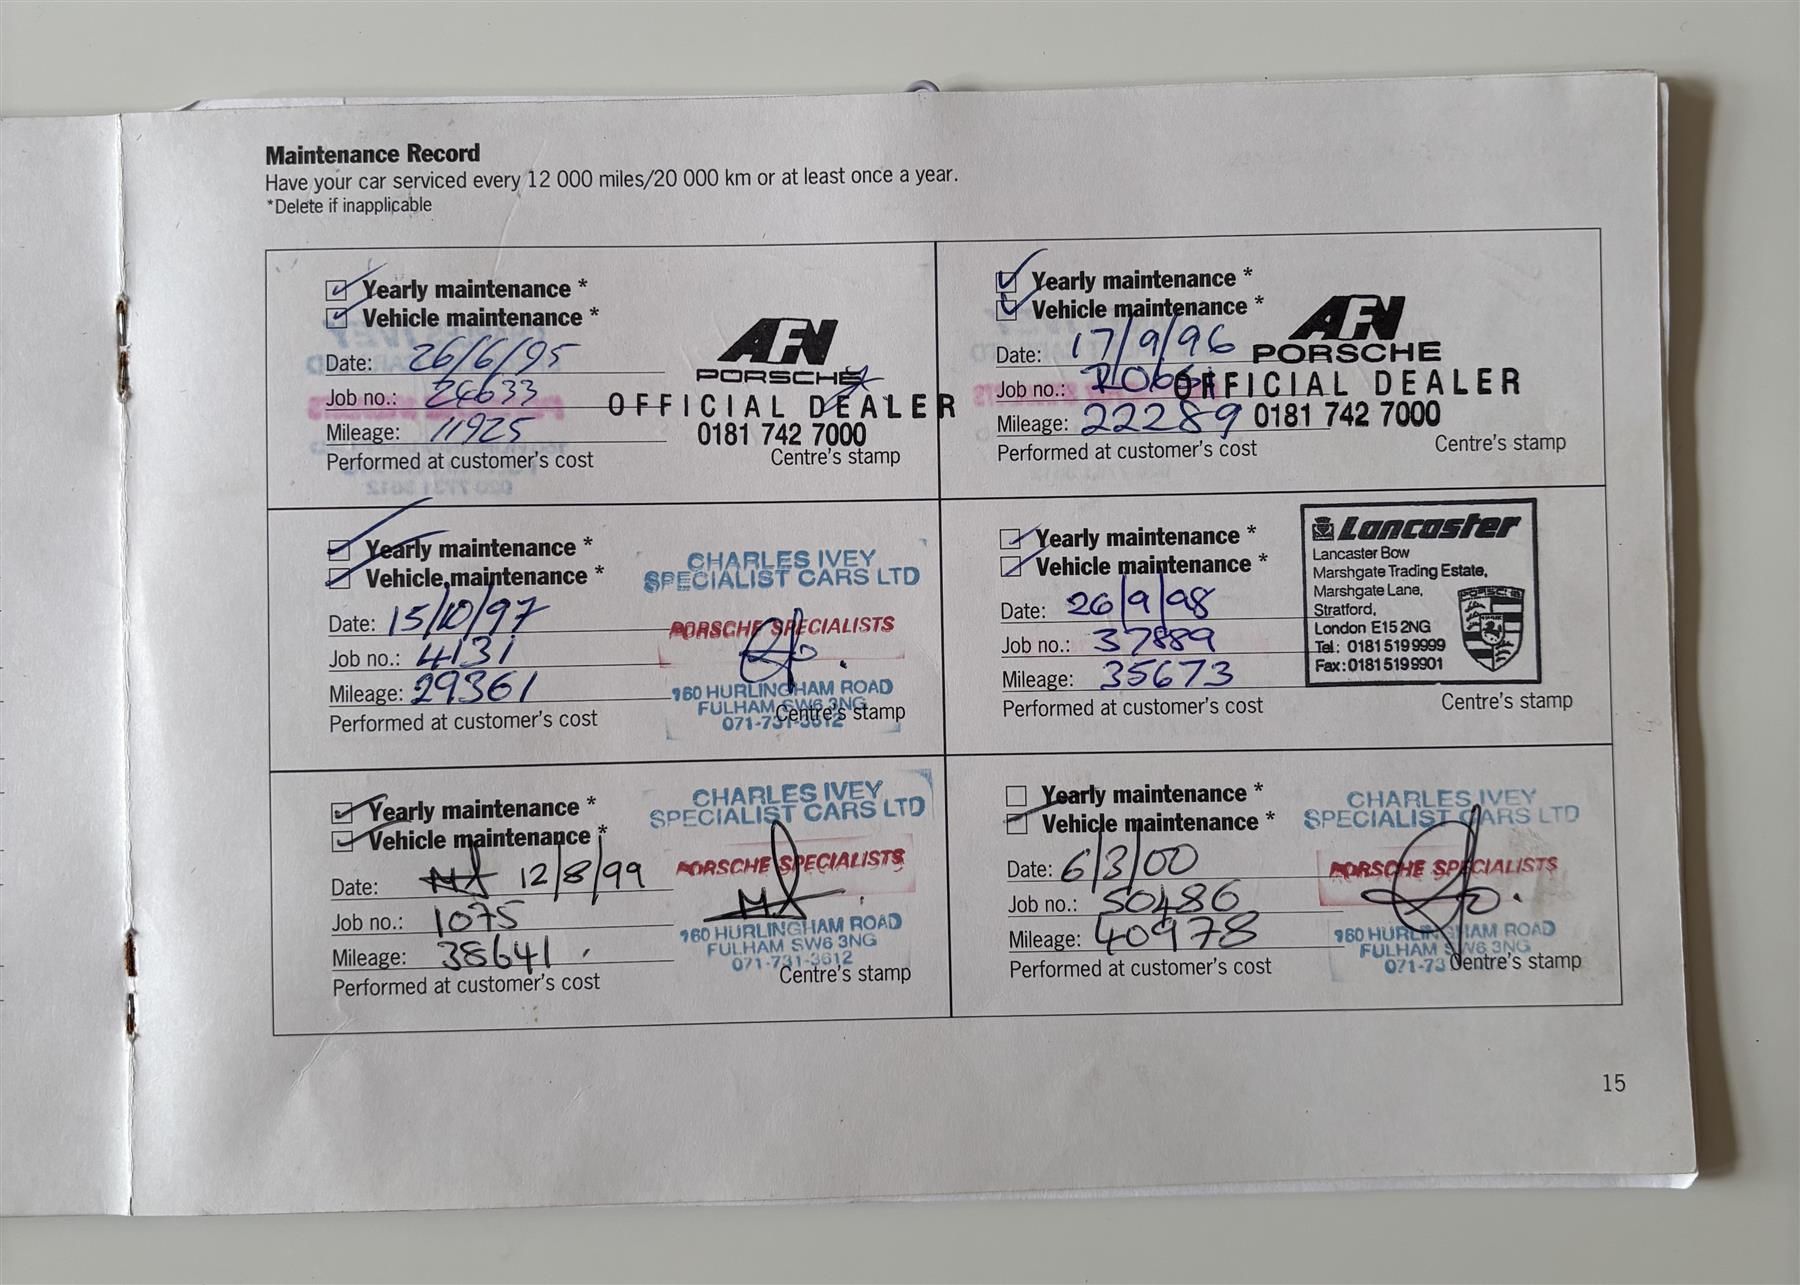 Maintenance Record
Have your car serviced every 12 000 miles/20 000 km or at least once a year.
*Delete if inapplicable
Yearly maintenance *
Vehicle maintenance *
Date: 26/6/95
Job no.: 24633
Mileage: 11925
Performed at customer's cost
AFN
PORSCHE
OFFICIAL DEALER
0181 742 7000
Centre's stamp
Yearly maintenance *
Vehicle maintenance *
Date: 17/9/96
Job no.:
Mileage: 22289
Performed at customer's cost
AFN
PORSCHE
OFFICIAL DEALER
0181 742 7000
Centre's stamp
Yearly maintenance *
Vehicle maintenance *
Date: 15/10/97
Job no.: 4131
Mileage: 29361
Performed at customer's cost
CHARLES IVEY
SPECIALIST CARS LTD
PORSCHE SPECIALISTS
160 HURLINGHAM ROAD
FULHAM SW6 3NG
071-731-3612
Centre's stamp
Yearly maintenance *
Vehicle maintenance *
Date: 26/9/98
Job no.: 37889
Mileage: 35673
Performed at customer's cost
Lancaster
Lancaster Bow
Marshgate Trading Estate,
Marshgate Lane,
Stratford,
London E15 2NG
Tel: 0181 519 9999
Fax: 0181 519 9901
PORSCHE
Centre's stamp
Yearly maintenance *
Vehicle maintenance *
Date: 12/8/99
Job no.: 1075
Mileage: 38641
Performed at customer's cost
CHARLES IVEY
SPECIALIST CARS LTD
PORSCHE SPECIALISTS
160 HURLINGHAM ROAD
FULHAM SW6 3NG
071-731-3612
Centre's stamp
Yearly maintenance *
Vehicle maintenance *
Date: 6/3/00
Job no.: 50486
Mileage: 40978
Performed at customer's cost
CHARLES IVEY
SPECIALIST CARS LTD
PORSCHE SPECIALISTS
160 HURLINGHAM ROAD
FULHAM SW6 3NG
071-73
Centre's stamp
15